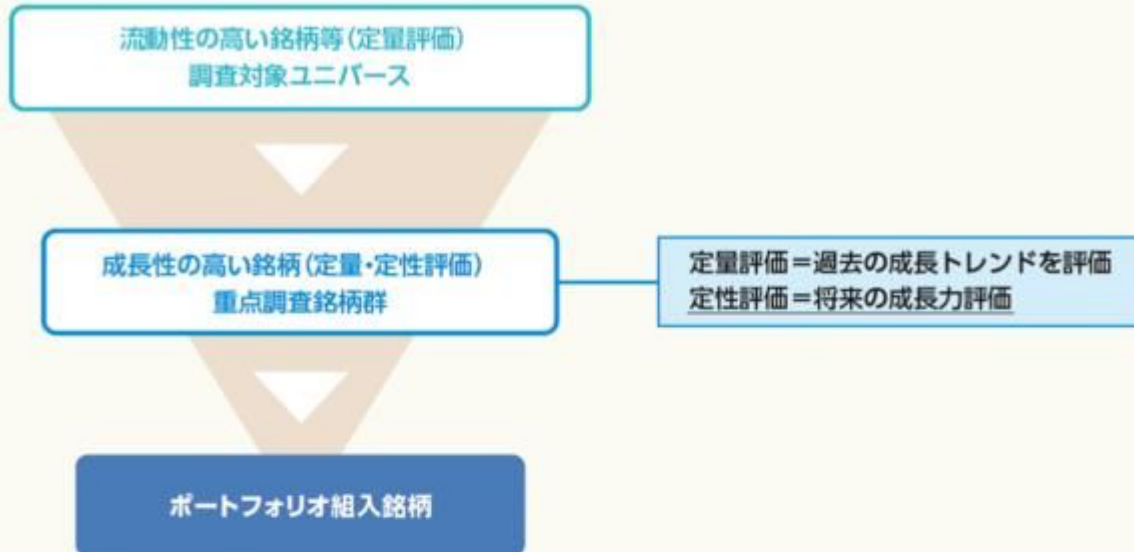 流動性の高い銘柄等(定量評価)
調査対象ユニバース
成長性の高い銘柄(定量・定性評価)
重点調査銘柄群
定量評価=過去の成長トレンドを評価
定性評価=将来の成長力評価
ポートフォリオ組入銘柄